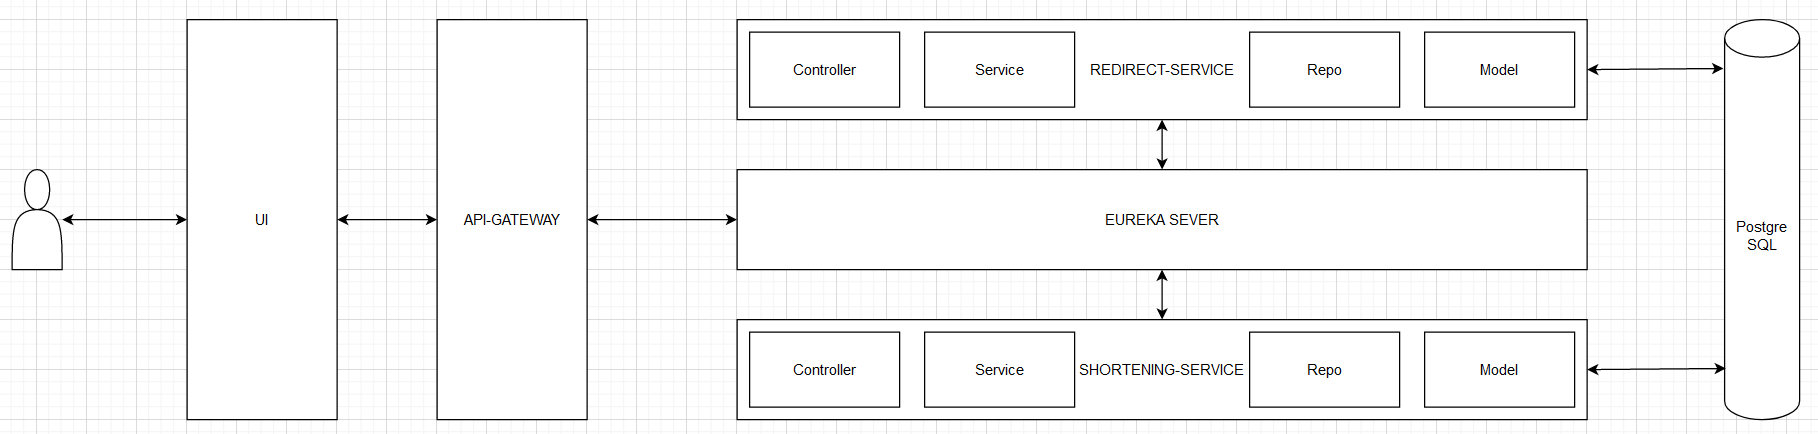 UI
API-GATEWAY
Controller
Service
REDIRECT-SERVICE
Repo
Model
EUREKA SEVER
Controller
Service
SHORTENING-SERVICE
Repo
Model
Postgre
SQL